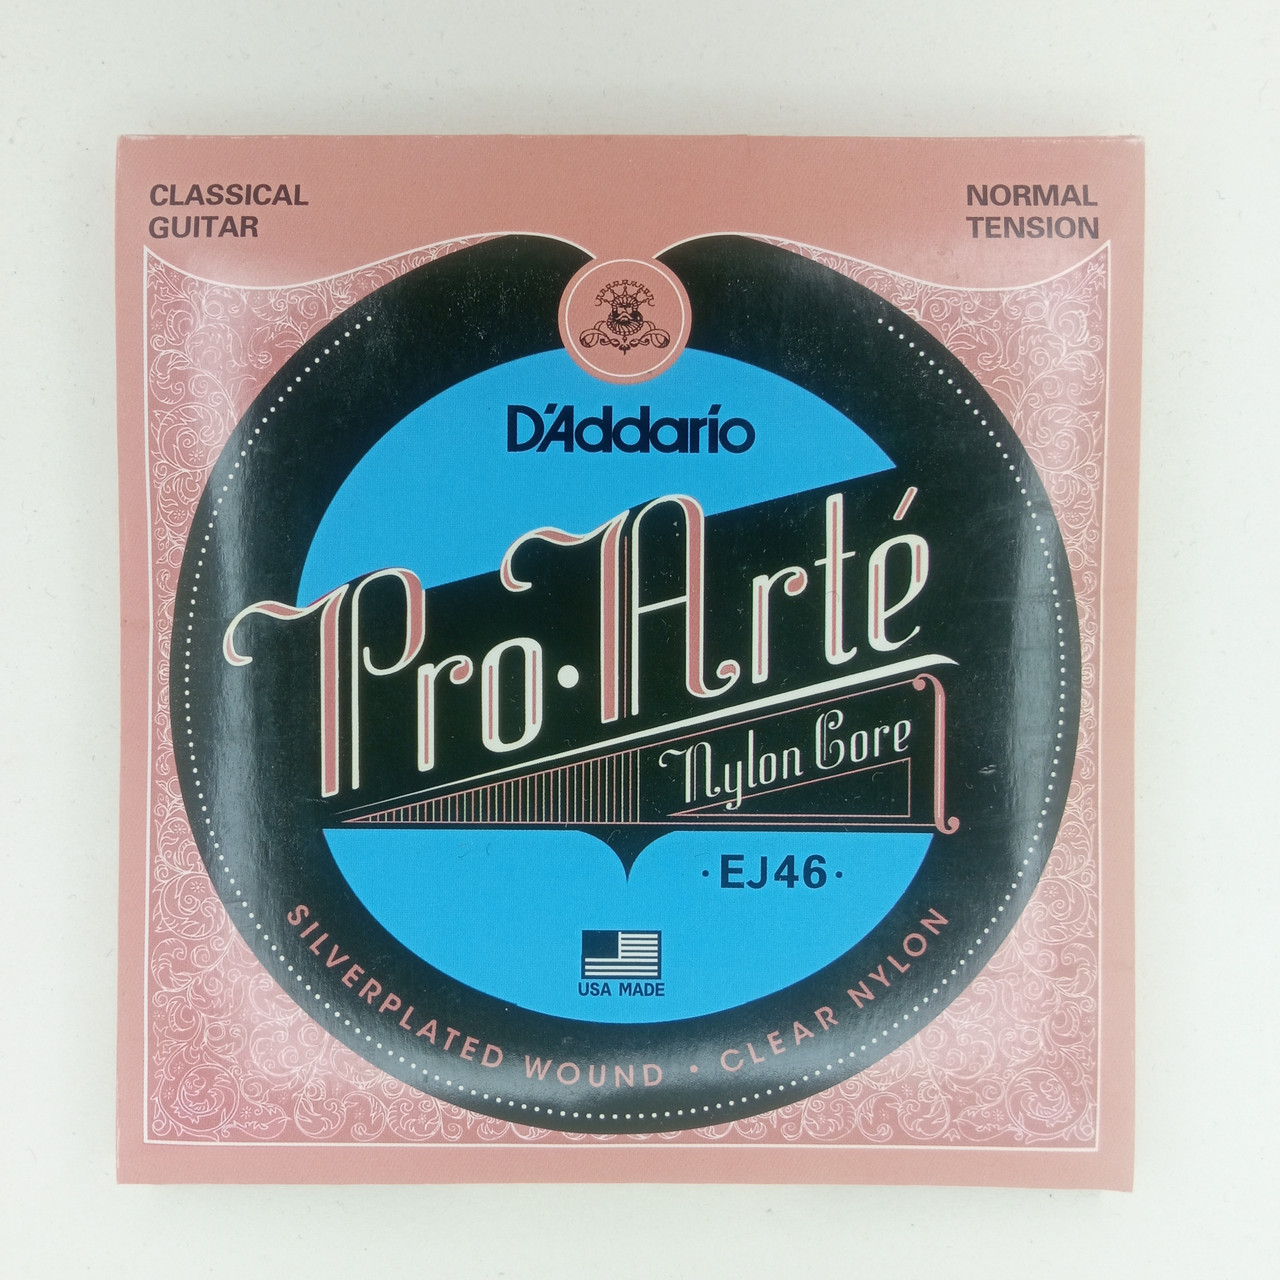 CLASSICAL
GUITAR
NORMAL
TENSION
D'Addario
Pro·Arté
Nylon Core
·EJ46·
USA MADE
SILVERPLATED WOUND • CLEAR NYLON